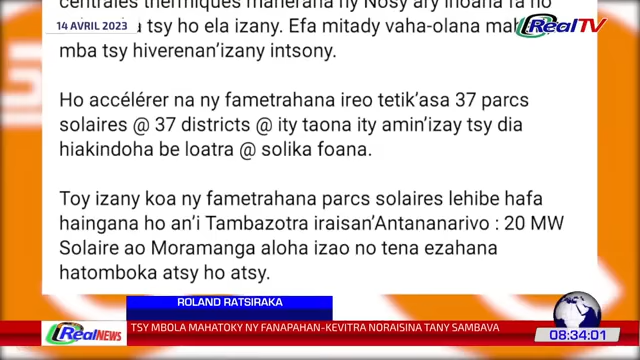 centrales thermiques manerana ny Nosy ary inoana fa ho
14 AVRIL 2023
RealTV
tsy ho ela izany. Efa mitady vaha-olana
mba tsy hiverenan'izany intsony.
Ho accélérer na ny fametrahana ireo tetik'asa 37 parcs
solaires @ 37 districts @ ity taona ity amin'izay tsy dia
hiakindoha be loatra @ solika foana.
Toy izany koa ny fametrahana parcs solaires lehibe hafa
haingana ho an'i Tambazotra iraisan'Antananarivo : 20 MW
Solaire ao Moramanga aloha izao no tena ezahana
hatomboka atsy ho atsy.
ROLAND RATSIRAKA
RealNEWS
TSY MBOLA MAHATOKY NY FANAPAHAN-KEVITRA NORAISINA TANY SAMBAVA
08:34:01